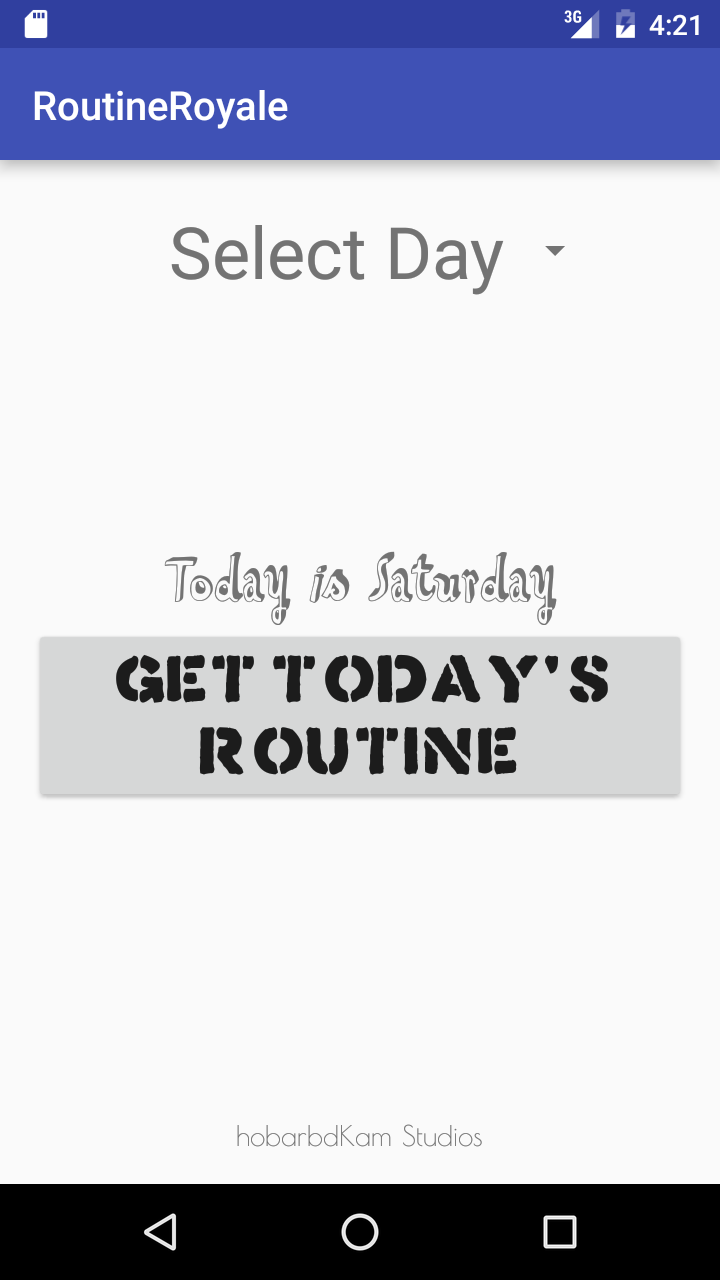 3G 4:21
RoutineRoyale
Select Day
Today is Saturday
GET TODAY'S
ROUTINE
hobarbdKam Studios